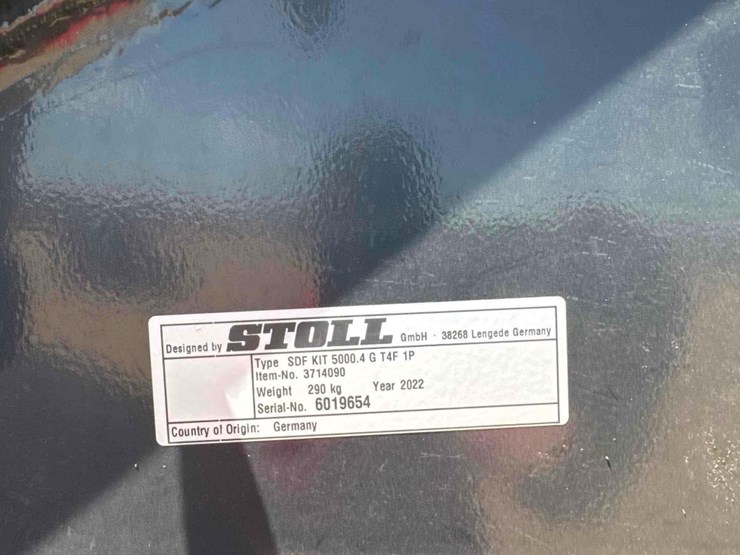 Designed by STOLL GmbH · 38268 Lengede Germany
Type SDF KIT 5000.4 G T4F 1P
Item-No. 3714090
Weight 290 kg Year 2022
Serial-No. 6019654
Country of Origin: Germany